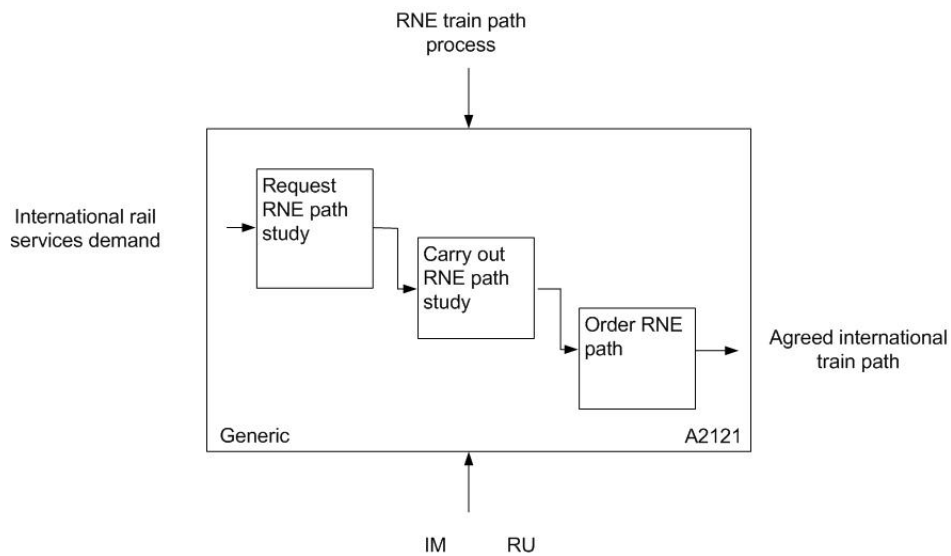 RNE train path
process
Request
RNE path
study
International rail
services demand
Carry out
RNE path
study
Order RNE
path
Agreed international
train path
Generic
A2121
IM
RU